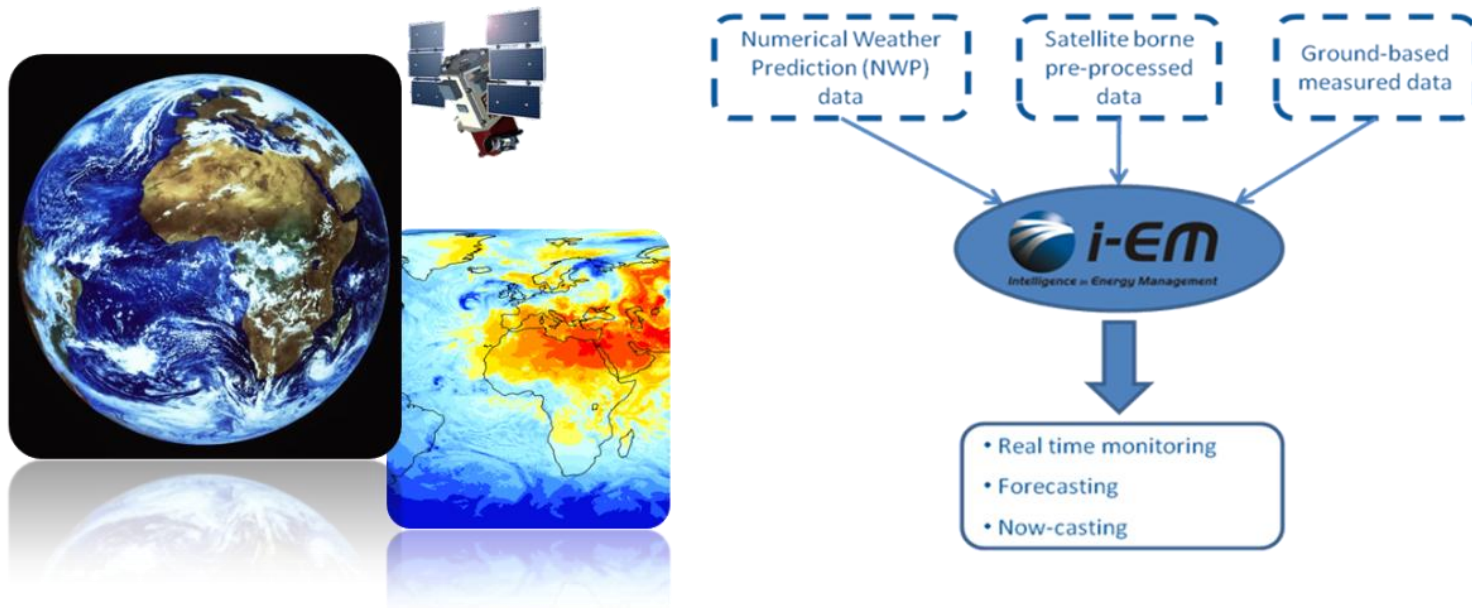 Numerical Weather
Prediction (NWP)
data
Satellite borne
pre-processed
data
Ground-based
measured data
i-EM
Intelligence in Energy Management
• Real time monitoring
• Forecasting
• Now-casting